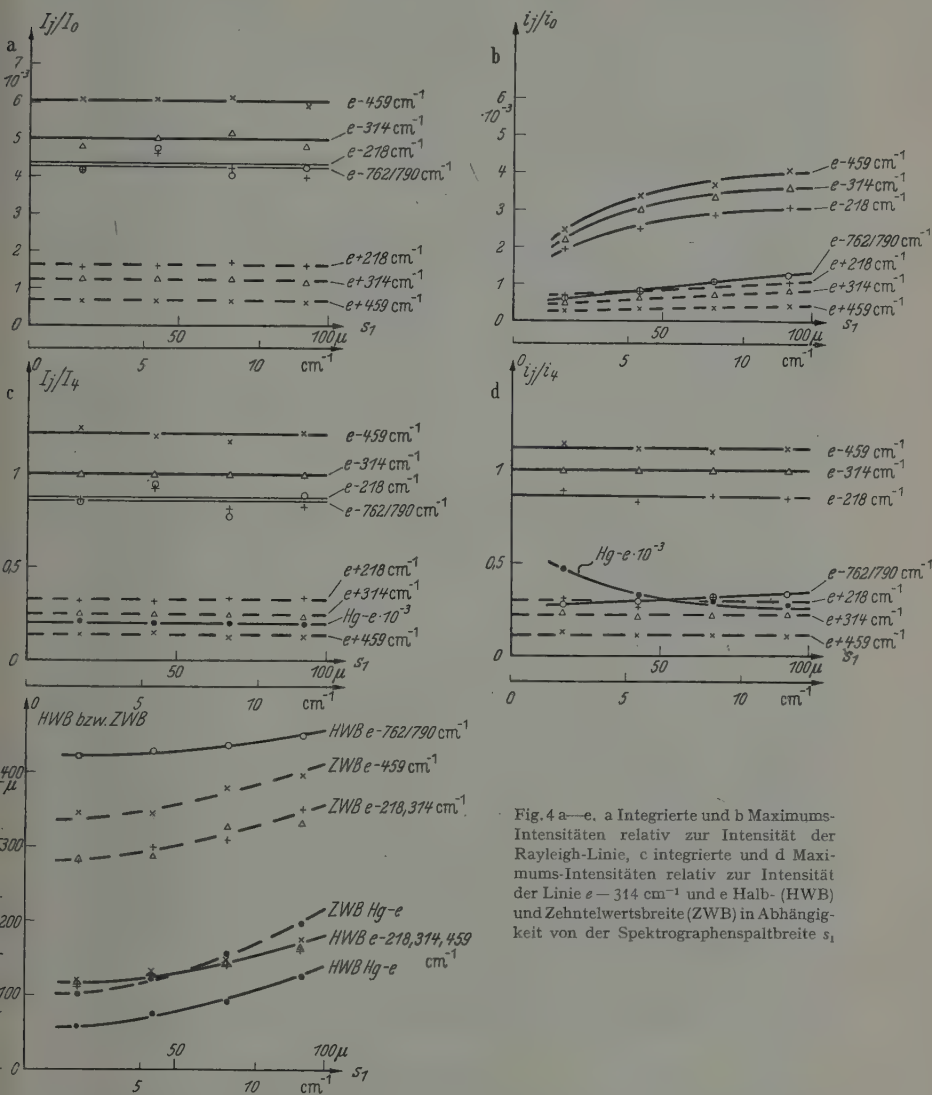 a
I_j/I_0
7
10⁻³
6
5
4
3
2
1
0
e−459 cm⁻¹
e−314 cm⁻¹
e−218 cm⁻¹
e−762/790 cm⁻¹
e+218 cm⁻¹
e+314 cm⁻¹
e+459 cm⁻¹
50 100 μ s₁
0 5 10 cm⁻¹
b
i_j/i_0
6
·10⁻³
5
4
3
2
1
0
e−459 cm⁻¹
e−314 cm⁻¹
e−218 cm⁻¹
e−762/790 cm⁻¹
e+218 cm⁻¹
e+314 cm⁻¹
e+459 cm⁻¹
50 100 μ s₁
0 5 10 cm⁻¹
c
I_j/I_4
1
0,5
0
e−459 cm⁻¹
e−314 cm⁻¹
e−218 cm⁻¹
e−762/790 cm⁻¹
e+218 cm⁻¹
e+314 cm⁻¹
Hg−e·10⁻³
e+459 cm⁻¹
50 100 μ s₁
0 5 10 cm⁻¹
d
i_j/i_4
1
0,5
0
e−459 cm⁻¹
e−314 cm⁻¹
e−218 cm⁻¹
Hg−e·10⁻³
e−762/790 cm⁻¹
e+218 cm⁻¹
e+314 cm⁻¹
e+459 cm⁻¹
50 100 μ s₁
0 5 10 cm⁻¹
HWB bzw. ZWB
400
μ
300
200
100
0
HWB e−762/790 cm⁻¹
ZWB e−459 cm⁻¹
ZWB e−218,314 cm⁻¹
ZWB Hg−e
HWB e−218,314,459
cm⁻¹
HWB Hg−e
50 100 μ s₁
5 10 cm⁻¹
Fig. 4 a—e. a Integrierte und b Maximums-
Intensitäten relativ zur Intensität der
Rayleigh-Linie, c integrierte und d Maxi-
mums-Intensitäten relativ zur Intensität
der Linie e — 314 cm⁻¹ und e Halb- (HWB)
und Zehntelwertsbreite (ZWB) in Abhängig-
keit von der Spektrographenspaltbreite s₁